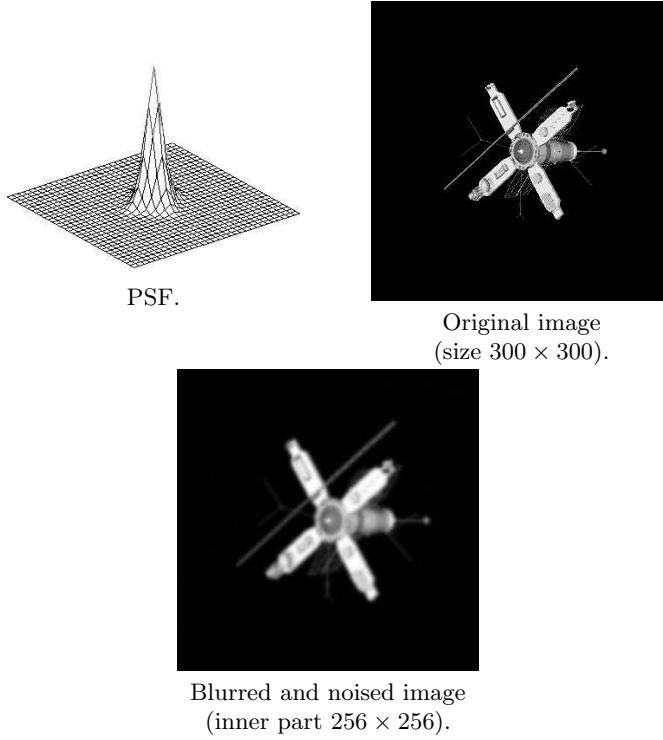 PSF.
Original image
(size 300 × 300).
Blurred and noised image
(inner part 256 × 256).